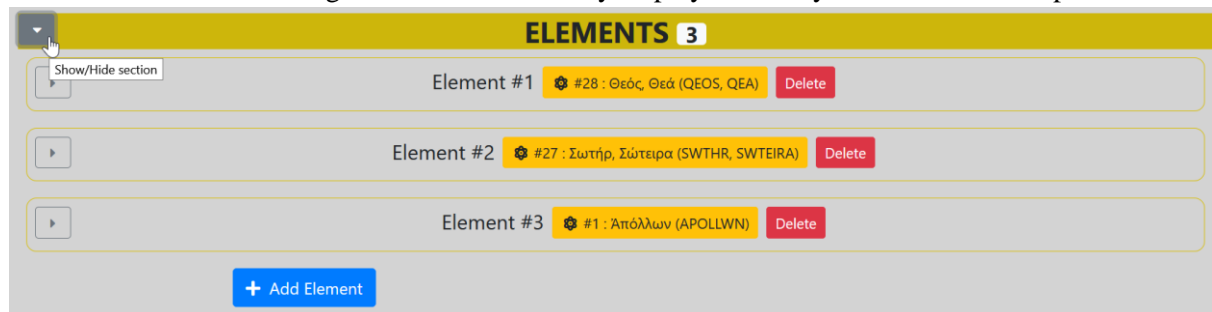 ELEMENTS 3
Show/Hide section
Element #1 #28 : Θεός, Θεά (QEOS, QEA) Delete
Element #2 #27 : Σωτήρ, Σώτειρα (SWTHR, SWTEIRA) Delete
Element #3 #1 : Ἀπόλλων (APOLLWN) Delete
+ Add Element